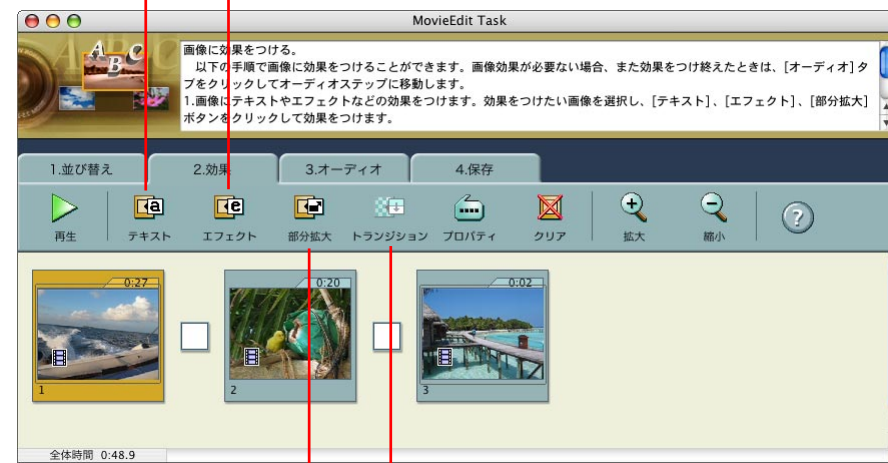 MovieEdit Task
ABC
画像に効果をつける。
以下の手順で画像に効果をつけることができます。画像効果が必要ない場合、また効果をつけ終えたときは、[オーディオ]タ
ブをクリックしてオーディオステップに移動します。
1.画像にテキストやエフェクトなどの効果をつけます。効果をつけたい画像を選択し、[テキスト]、[エフェクト]、[部分拡大]
ボタンをクリックして効果をつけます。
1.並び替え 2.効果 3.オーディオ 4.保存
a e
再生 テキスト エフェクト 部分拡大 トランジション プロパティ クリア 拡大 縮小 ?
0:27 0:20 0:02
1 2 3
全体時間 0:48.9